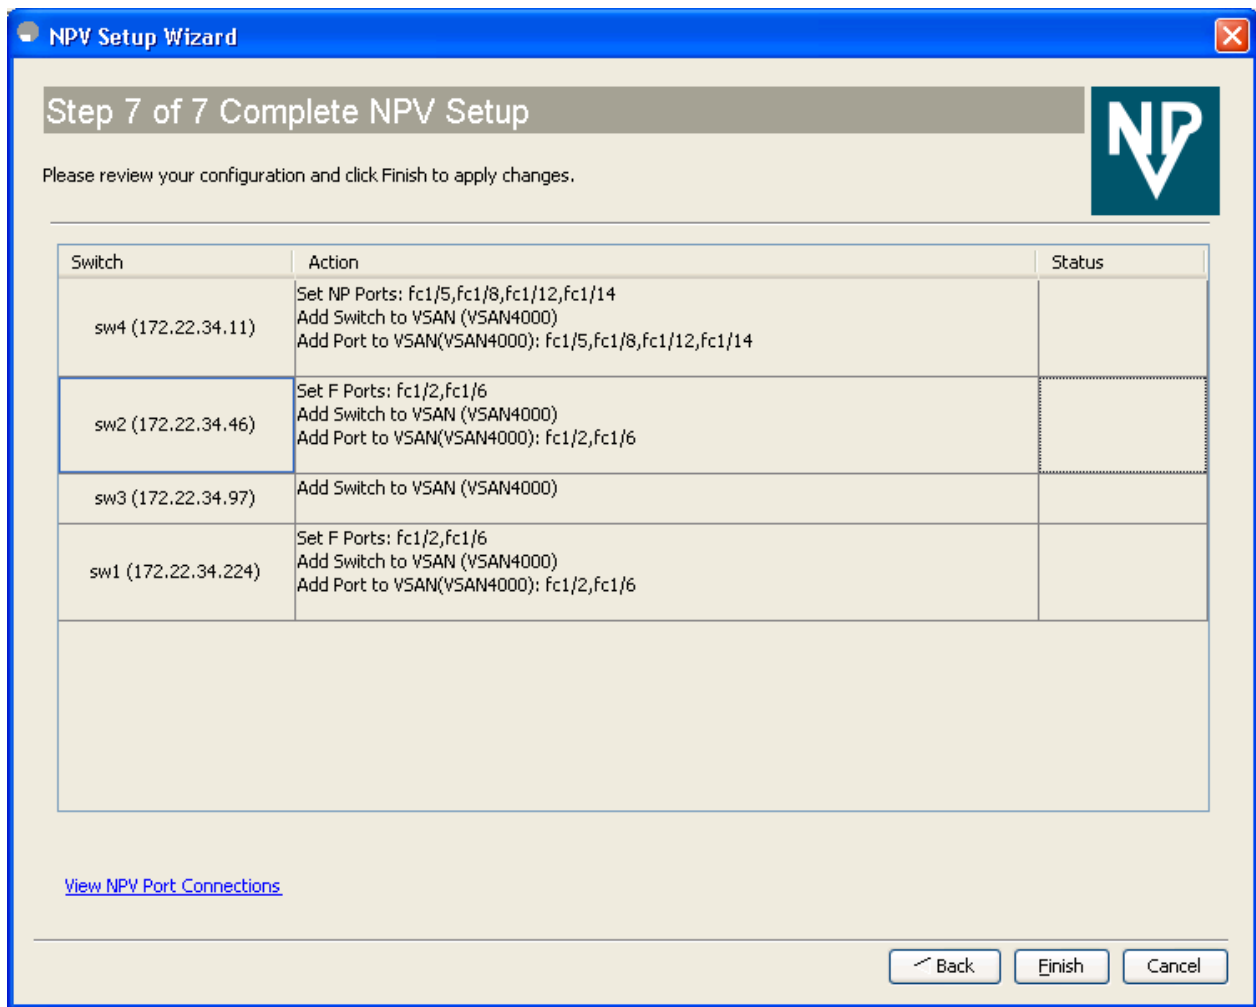 NPV Setup Wizard
Step 7 of 7 Complete NPV Setup
NPV
Please review your configuration and click Finish to apply changes.
Switch Action Status
sw4 (172.22.34.11)
Set NP Ports: fc1/5,fc1/8,fc1/12,fc1/14
Add Switch to VSAN (VSAN4000)
Add Port to VSAN(VSAN4000): fc1/5,fc1/8,fc1/12,fc1/14
sw2 (172.22.34.46)
Set F Ports: fc1/2,fc1/6
Add Switch to VSAN (VSAN4000)
Add Port to VSAN(VSAN4000): fc1/2,fc1/6
sw3 (172.22.34.97)
Add Switch to VSAN (VSAN4000)
sw1 (172.22.34.224)
Set F Ports: fc1/2,fc1/6
Add Switch to VSAN (VSAN4000)
Add Port to VSAN(VSAN4000): fc1/2,fc1/6
View NPV Port Connections
Back Finish Cancel